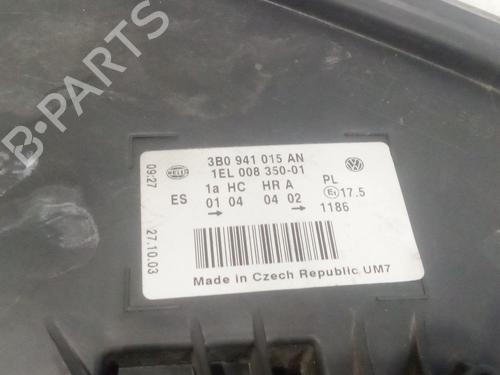 B-PARTS
HELLA
3B0 941 015 AN
1EL 008 350-01
1a HC HR A PL
ES 01 04 04 02 E1 17.5
→ → 1186
Made in Czech Republic UM7
09:27
27.10.03